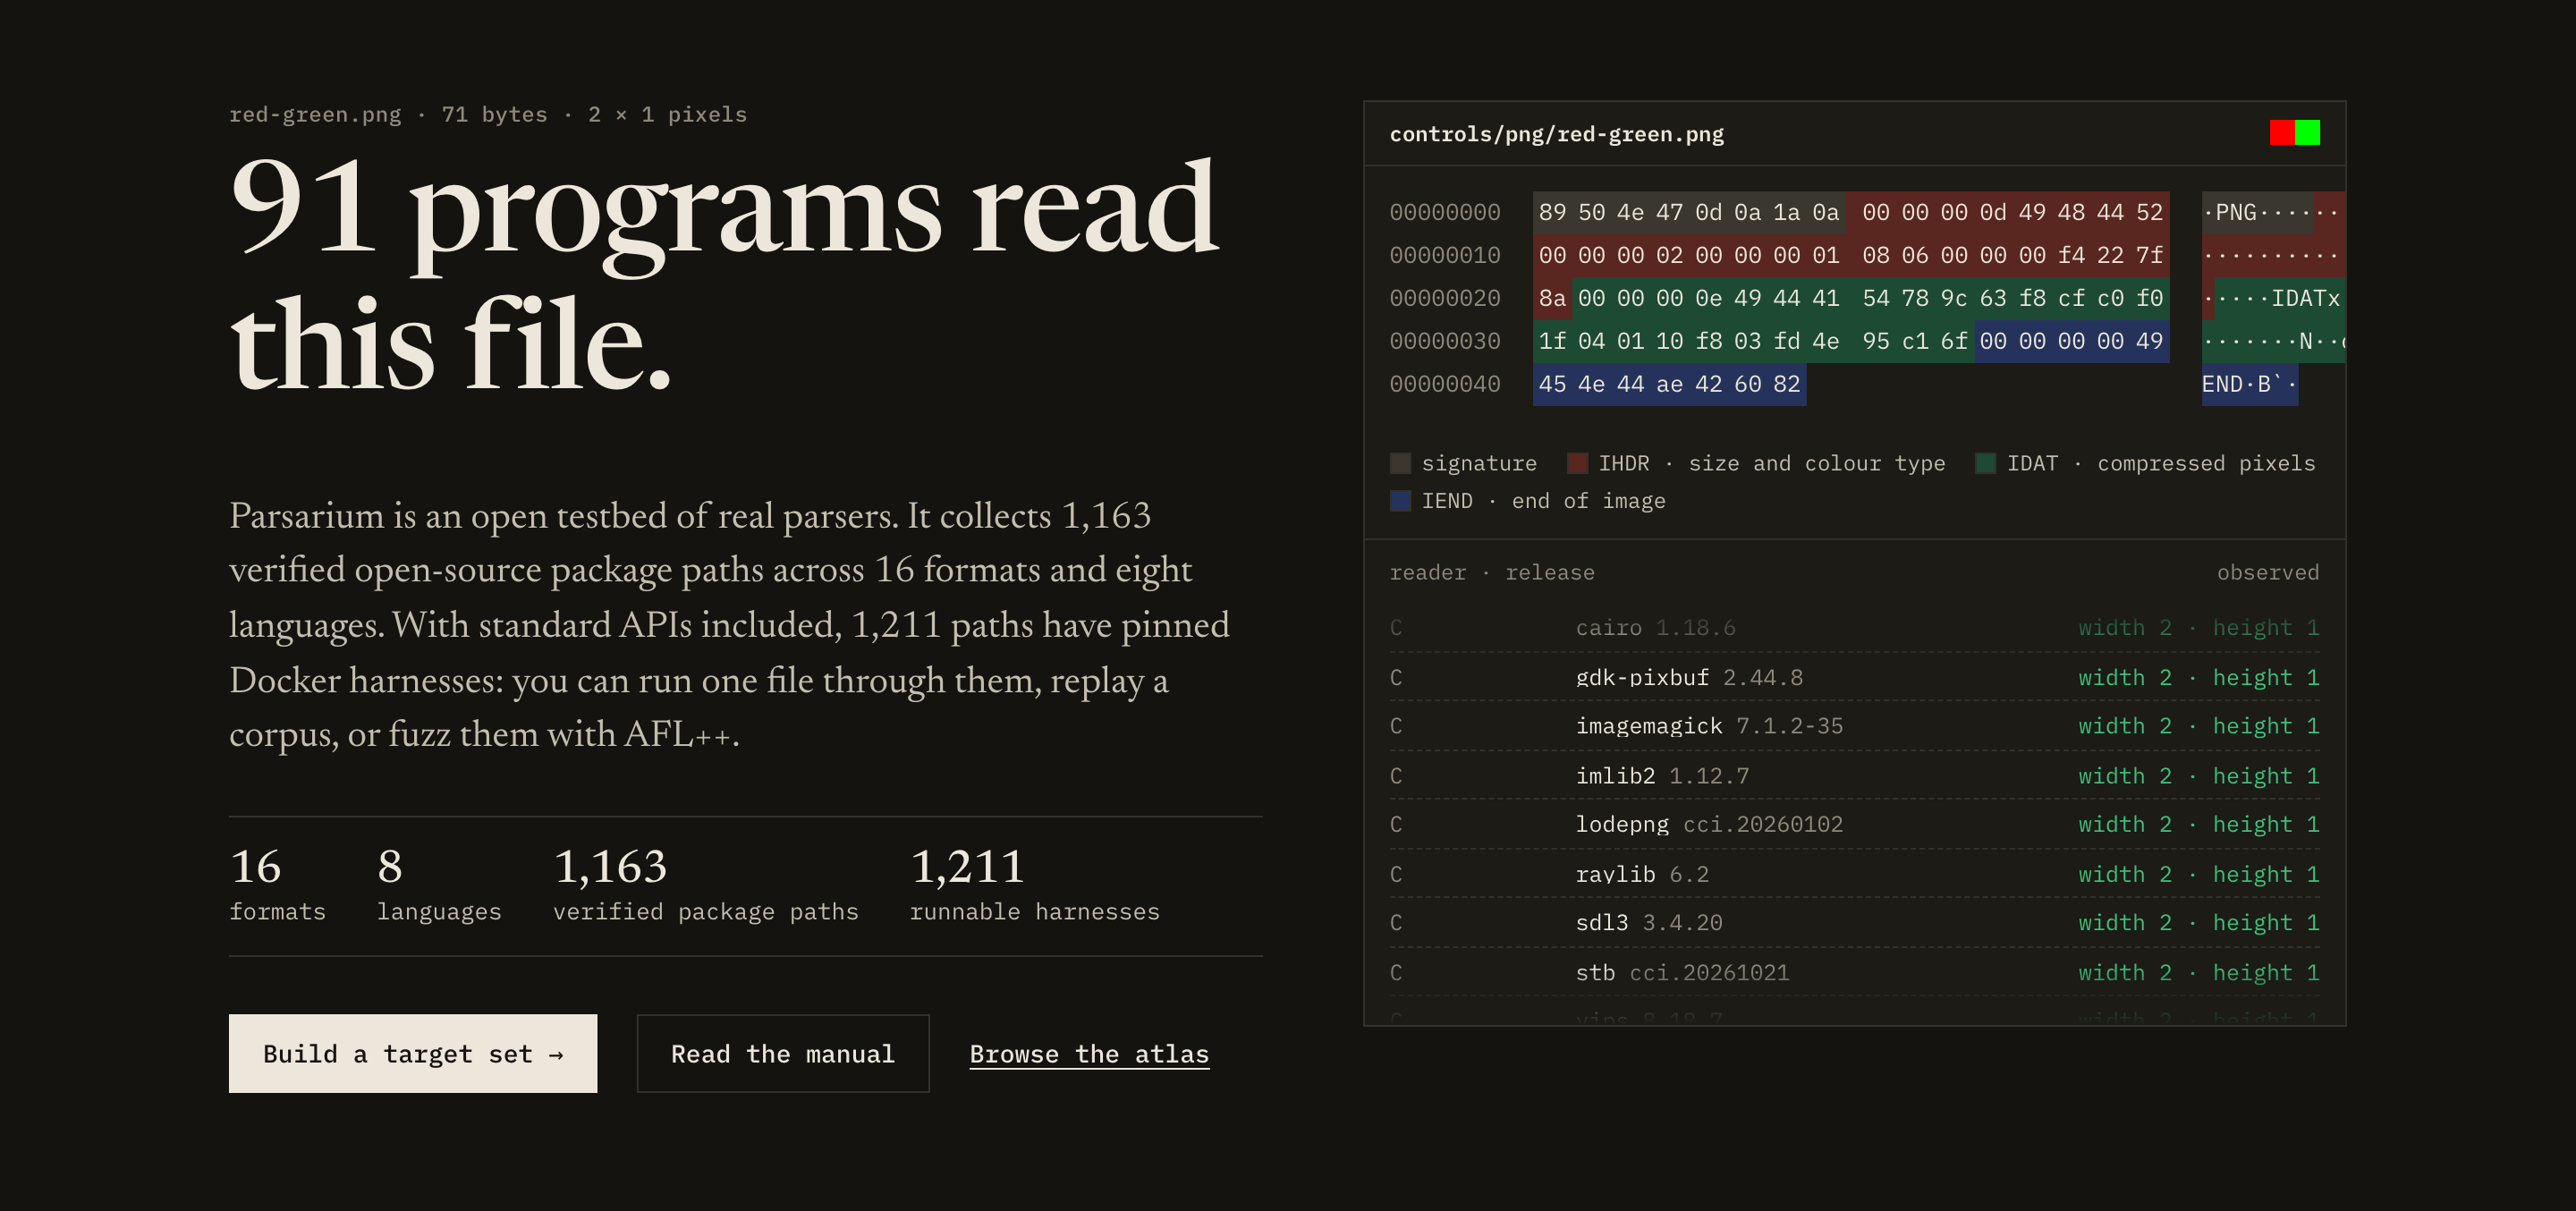 red-green.png · 71 bytes · 2 × 1 pixels
91 programs read
this file.
Parsarium is an open testbed of real parsers. It collects 1,163
verified open-source package paths across 16 formats and eight
languages. With standard APIs included, 1,211 paths have pinned
Docker harnesses: you can run one file through them, replay a
corpus, or fuzz them with AFL++.
16 8 1,163 1,211
formats languages verified package paths runnable harnesses
Build a target set → Read the manual Browse the atlas
controls/png/red-green.png
00000000 89 50 4e 47 0d 0a 1a 0a 00 00 00 0d 49 48 44 52 ·PNG······
00000010 00 00 00 02 00 00 00 01 08 06 00 00 00 f4 22 7f ··········
00000020 8a 00 00 00 0e 49 44 41 54 78 9c 63 f8 cf c0 f0 ·····IDATx
00000030 1f 04 01 10 f8 03 fd 4e 95 c1 6f 00 00 00 00 49 ·······N··
00000040 45 4e 44 ae 42 60 82 END·B`·
signature IHDR · size and colour type IDAT · compressed pixels
IEND · end of image
reader · release observed
C cairo 1.18.6 width 2 · height 1
C gdk-pixbuf 2.44.8 width 2 · height 1
C imagemagick 7.1.2-35 width 2 · height 1
C imlib2 1.12.7 width 2 · height 1
C lodepng cci.20260102 width 2 · height 1
C raylib 6.2 width 2 · height 1
C sdl3 3.4.20 width 2 · height 1
C stb cci.20261021 width 2 · height 1
C vips 8.18.7 width 2 · height 1